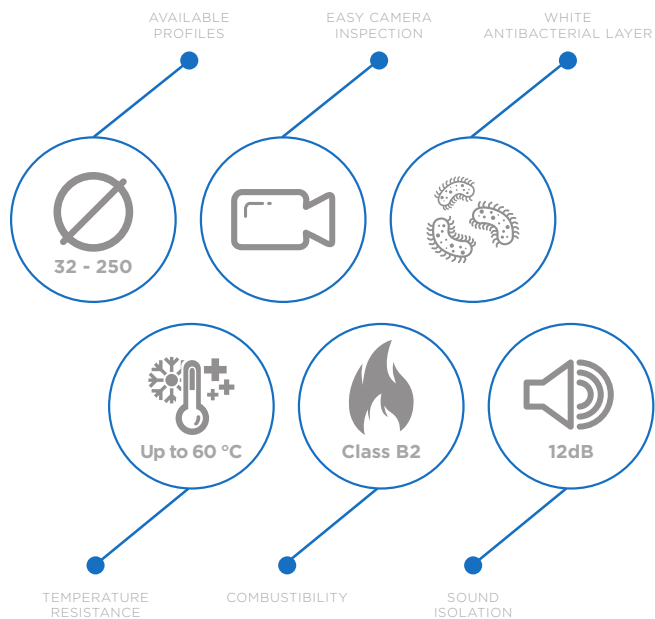 AVAILABLE
PROFILES
EASY CAMERA
INSPECTION
WHITE
ANTIBACTERIAL LAYER
32 - 250
Up to 60 °C
Class B2
12dB
TEMPERATURE
RESISTANCE
COMBUSTIBILITY
SOUND
ISOLATION